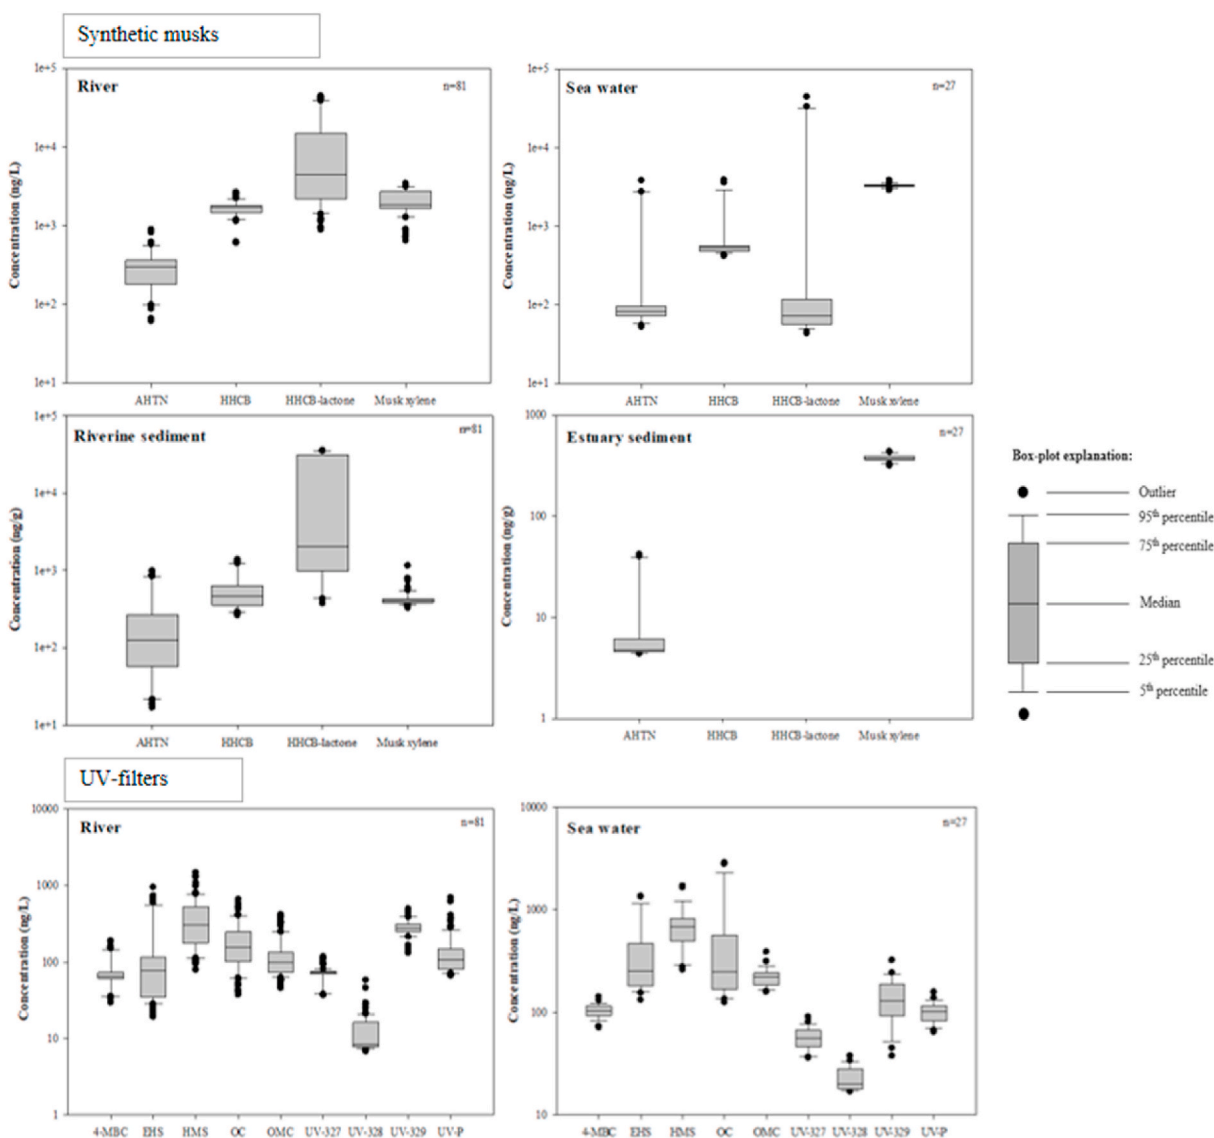 Synthetic musks
River
n=81
Concentration (ng/L)
1e+5
1e+4
1e+3
1e+2
1e+1
AHTN HHCB HHCB-lactone Musk xylene
Sea water
n=27
Concentration (ng/L)
1e+5
1e+4
1e+3
1e+2
1e+1
AHTN HHCB HHCB-lactone Musk xylene
Riverine sediment
n=81
Concentration (ng/g)
1e+5
1e+4
1e+3
1e+2
1e+1
AHTN HHCB HHCB-lactone Musk xylene
Estuary sediment
n=27
Concentration (ng/g)
1000
100
10
1
AHTN HHCB HHCB-lactone Musk xylene
Box-plot explanation:
Outlier
95th percentile
75th percentile
Median
25th percentile
5th percentile
UV-filters
River
n=81
Concentration (ng/L)
10000
1000
100
10
1
4-MBC EHS HMS OC OMC UV-327 UV-328 UV-329 UV-P
Sea water
n=27
Concentration (ng/L)
10000
1000
100
10
4-MBC EHS HMS OC OMC UV-327 UV-328 UV-329 UV-P